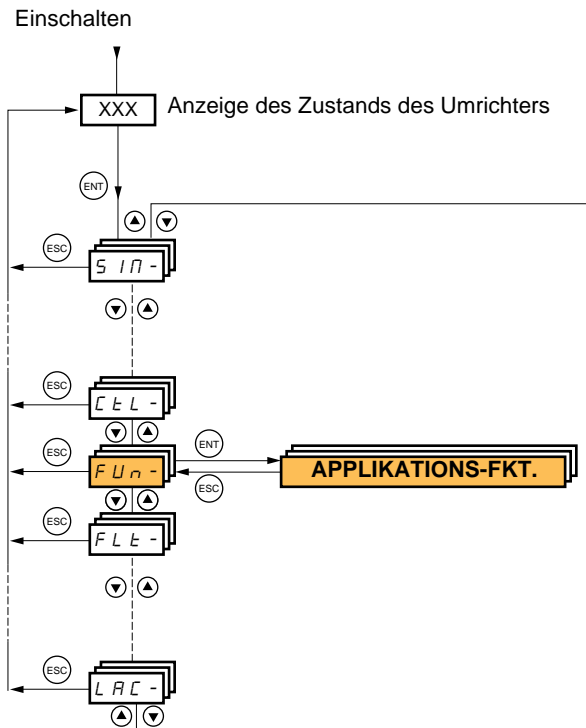 Einschalten
XXX Anzeige des Zustands des Umrichters
ENT
ESC
SIM-
ESC
CtL-
ESC
ENT
FUn-
APPLIKATIONS-FKT.
ESC
ESC
FLt-
ESC
LAC-